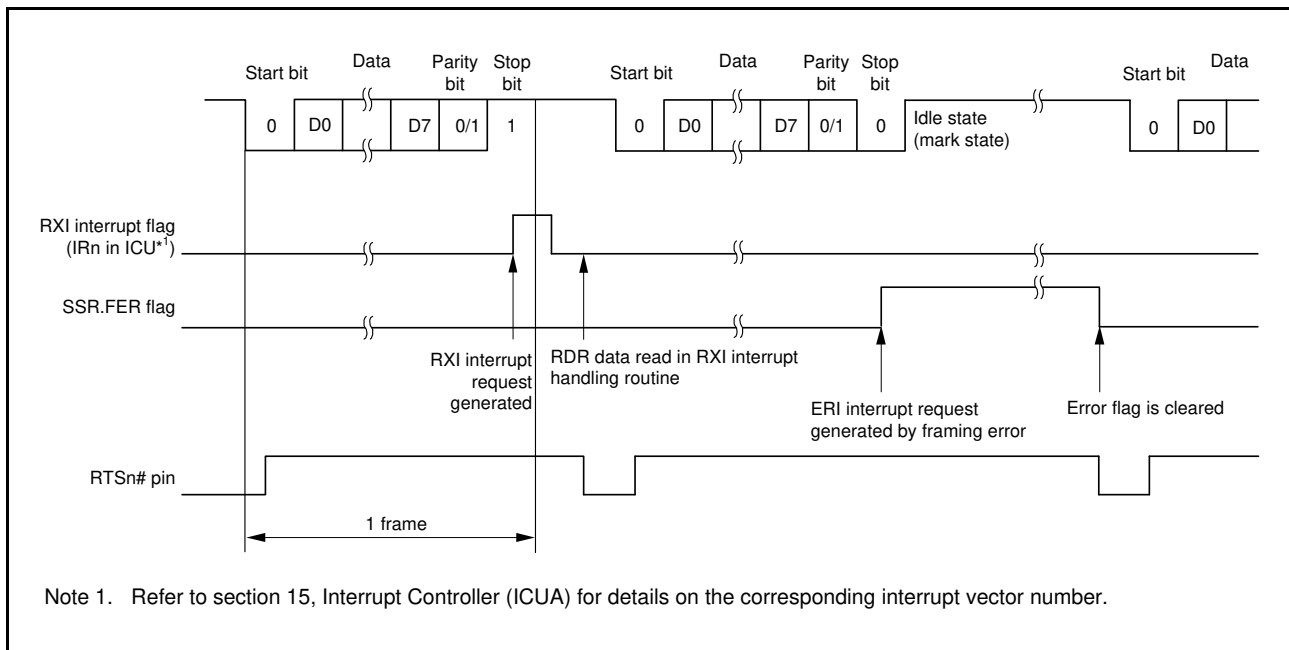 Start bit Data Parity bit Stop bit Start bit Data Parity bit Stop bit Start bit Data
0 D0 D7 0/1 1 0 D0 D7 0/1 0 Idle state (mark state) 0 D0
RXI interrupt flag
(IRn in ICU*1)
SSR.FER flag
RXI interrupt
request
generated
RDR data read in RXI interrupt
handling routine
ERI interrupt request
generated by framing error
Error flag is cleared
RTSn# pin
1 frame
Note 1. Refer to section 15, Interrupt Controller (ICUA) for details on the corresponding interrupt vector number.